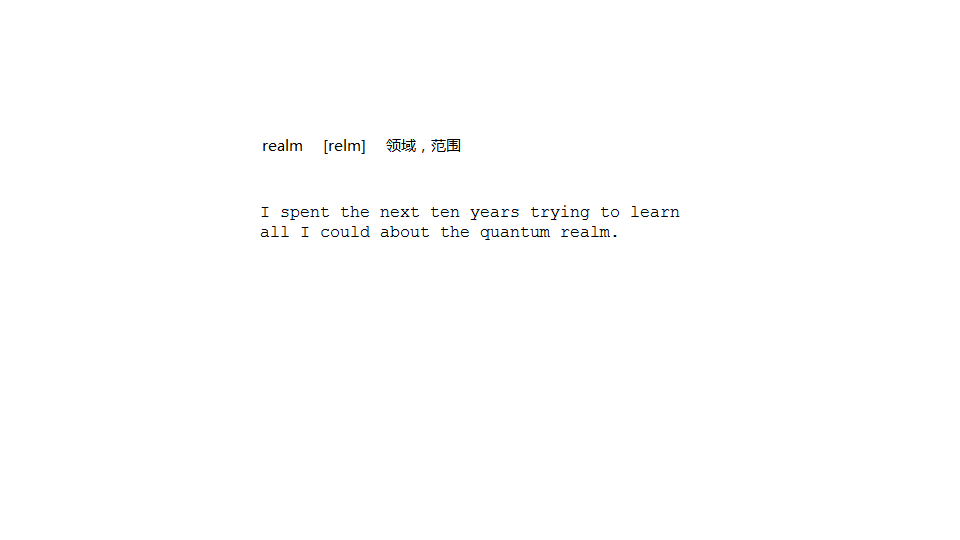 realm [relm] 领域，范围
I spent the next ten years trying to learn
all I could about the quantum realm.